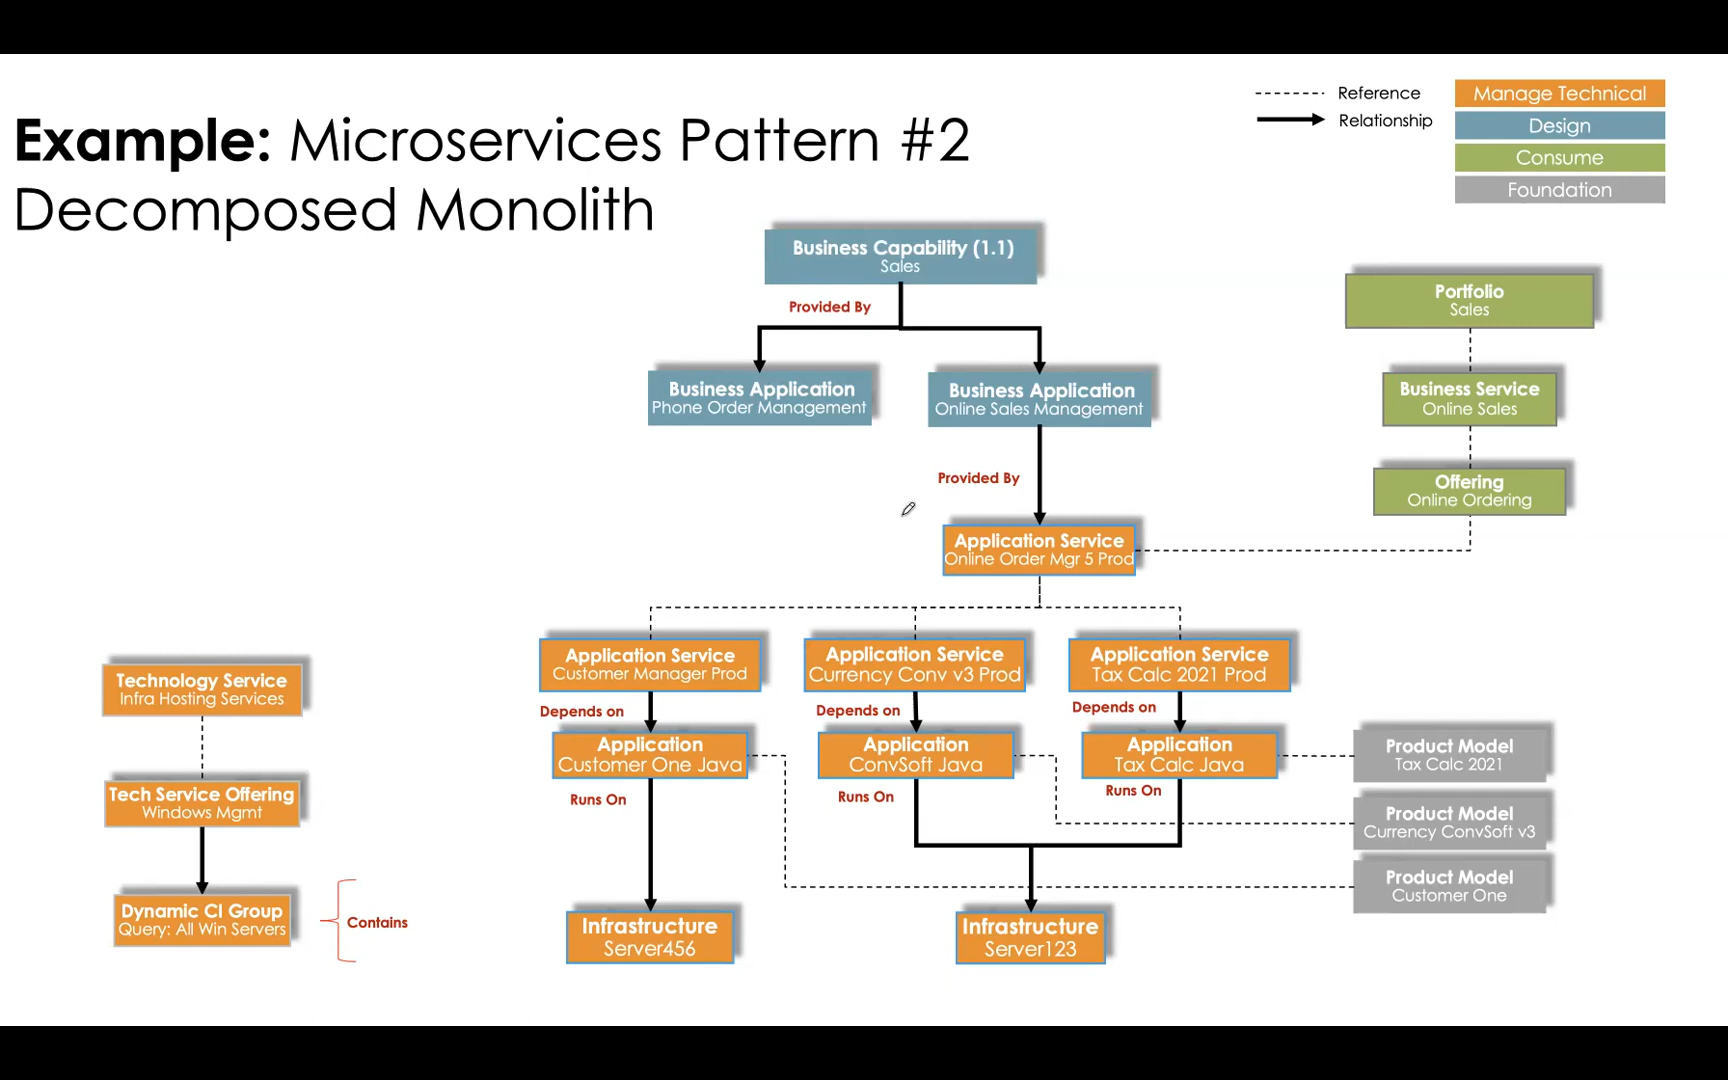 Example: Microservices Pattern #2
Decomposed Monolith
Reference
Relationship
Manage Technical
Design
Consume
Foundation
Business Capability (1.1)
Sales
Provided By
Business Application
Phone Order Management
Business Application
Online Sales Management
Provided By
Portfolio
Sales
Business Service
Online Sales
Offering
Online Ordering
Application Service
Online Order Mgr 5 Prod
Application Service
Customer Manager Prod
Application Service
Currency Conv v3 Prod
Application Service
Tax Calc 2021 Prod
Depends on
Depends on
Depends on
Application
Customer One Java
Application
ConvSoft Java
Application
Tax Calc Java
Runs On
Runs On
Runs On
Product Model
Tax Calc 2021
Product Model
Currency ConvSoft v3
Product Model
Customer One
Technology Service
Infra Hosting Services
Tech Service Offering
Windows Mgmt
Dynamic CI Group
Query: All Win Servers
Contains
Infrastructure
Server456
Infrastructure
Server123